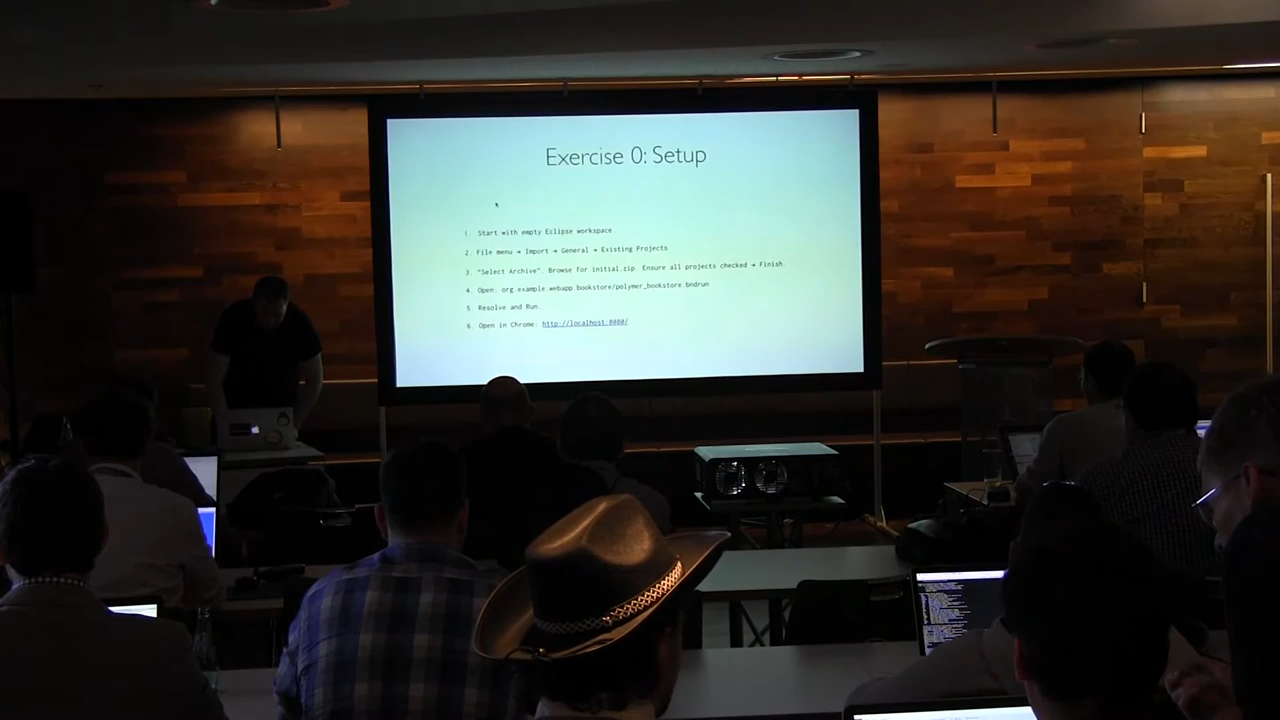 Exercise 0: Setup
1. Start with empty Eclipse workspace
2. File menu → Import → General → Existing Projects
3. "Select Archive". Browse for initial.zip. Ensure all projects checked → Finish.
4. Open: org.example.webapp.bookstore/polymer_bookstore.bndrun
5. Resolve and Run.
6. Open in Chrome: http://localhost:8080/